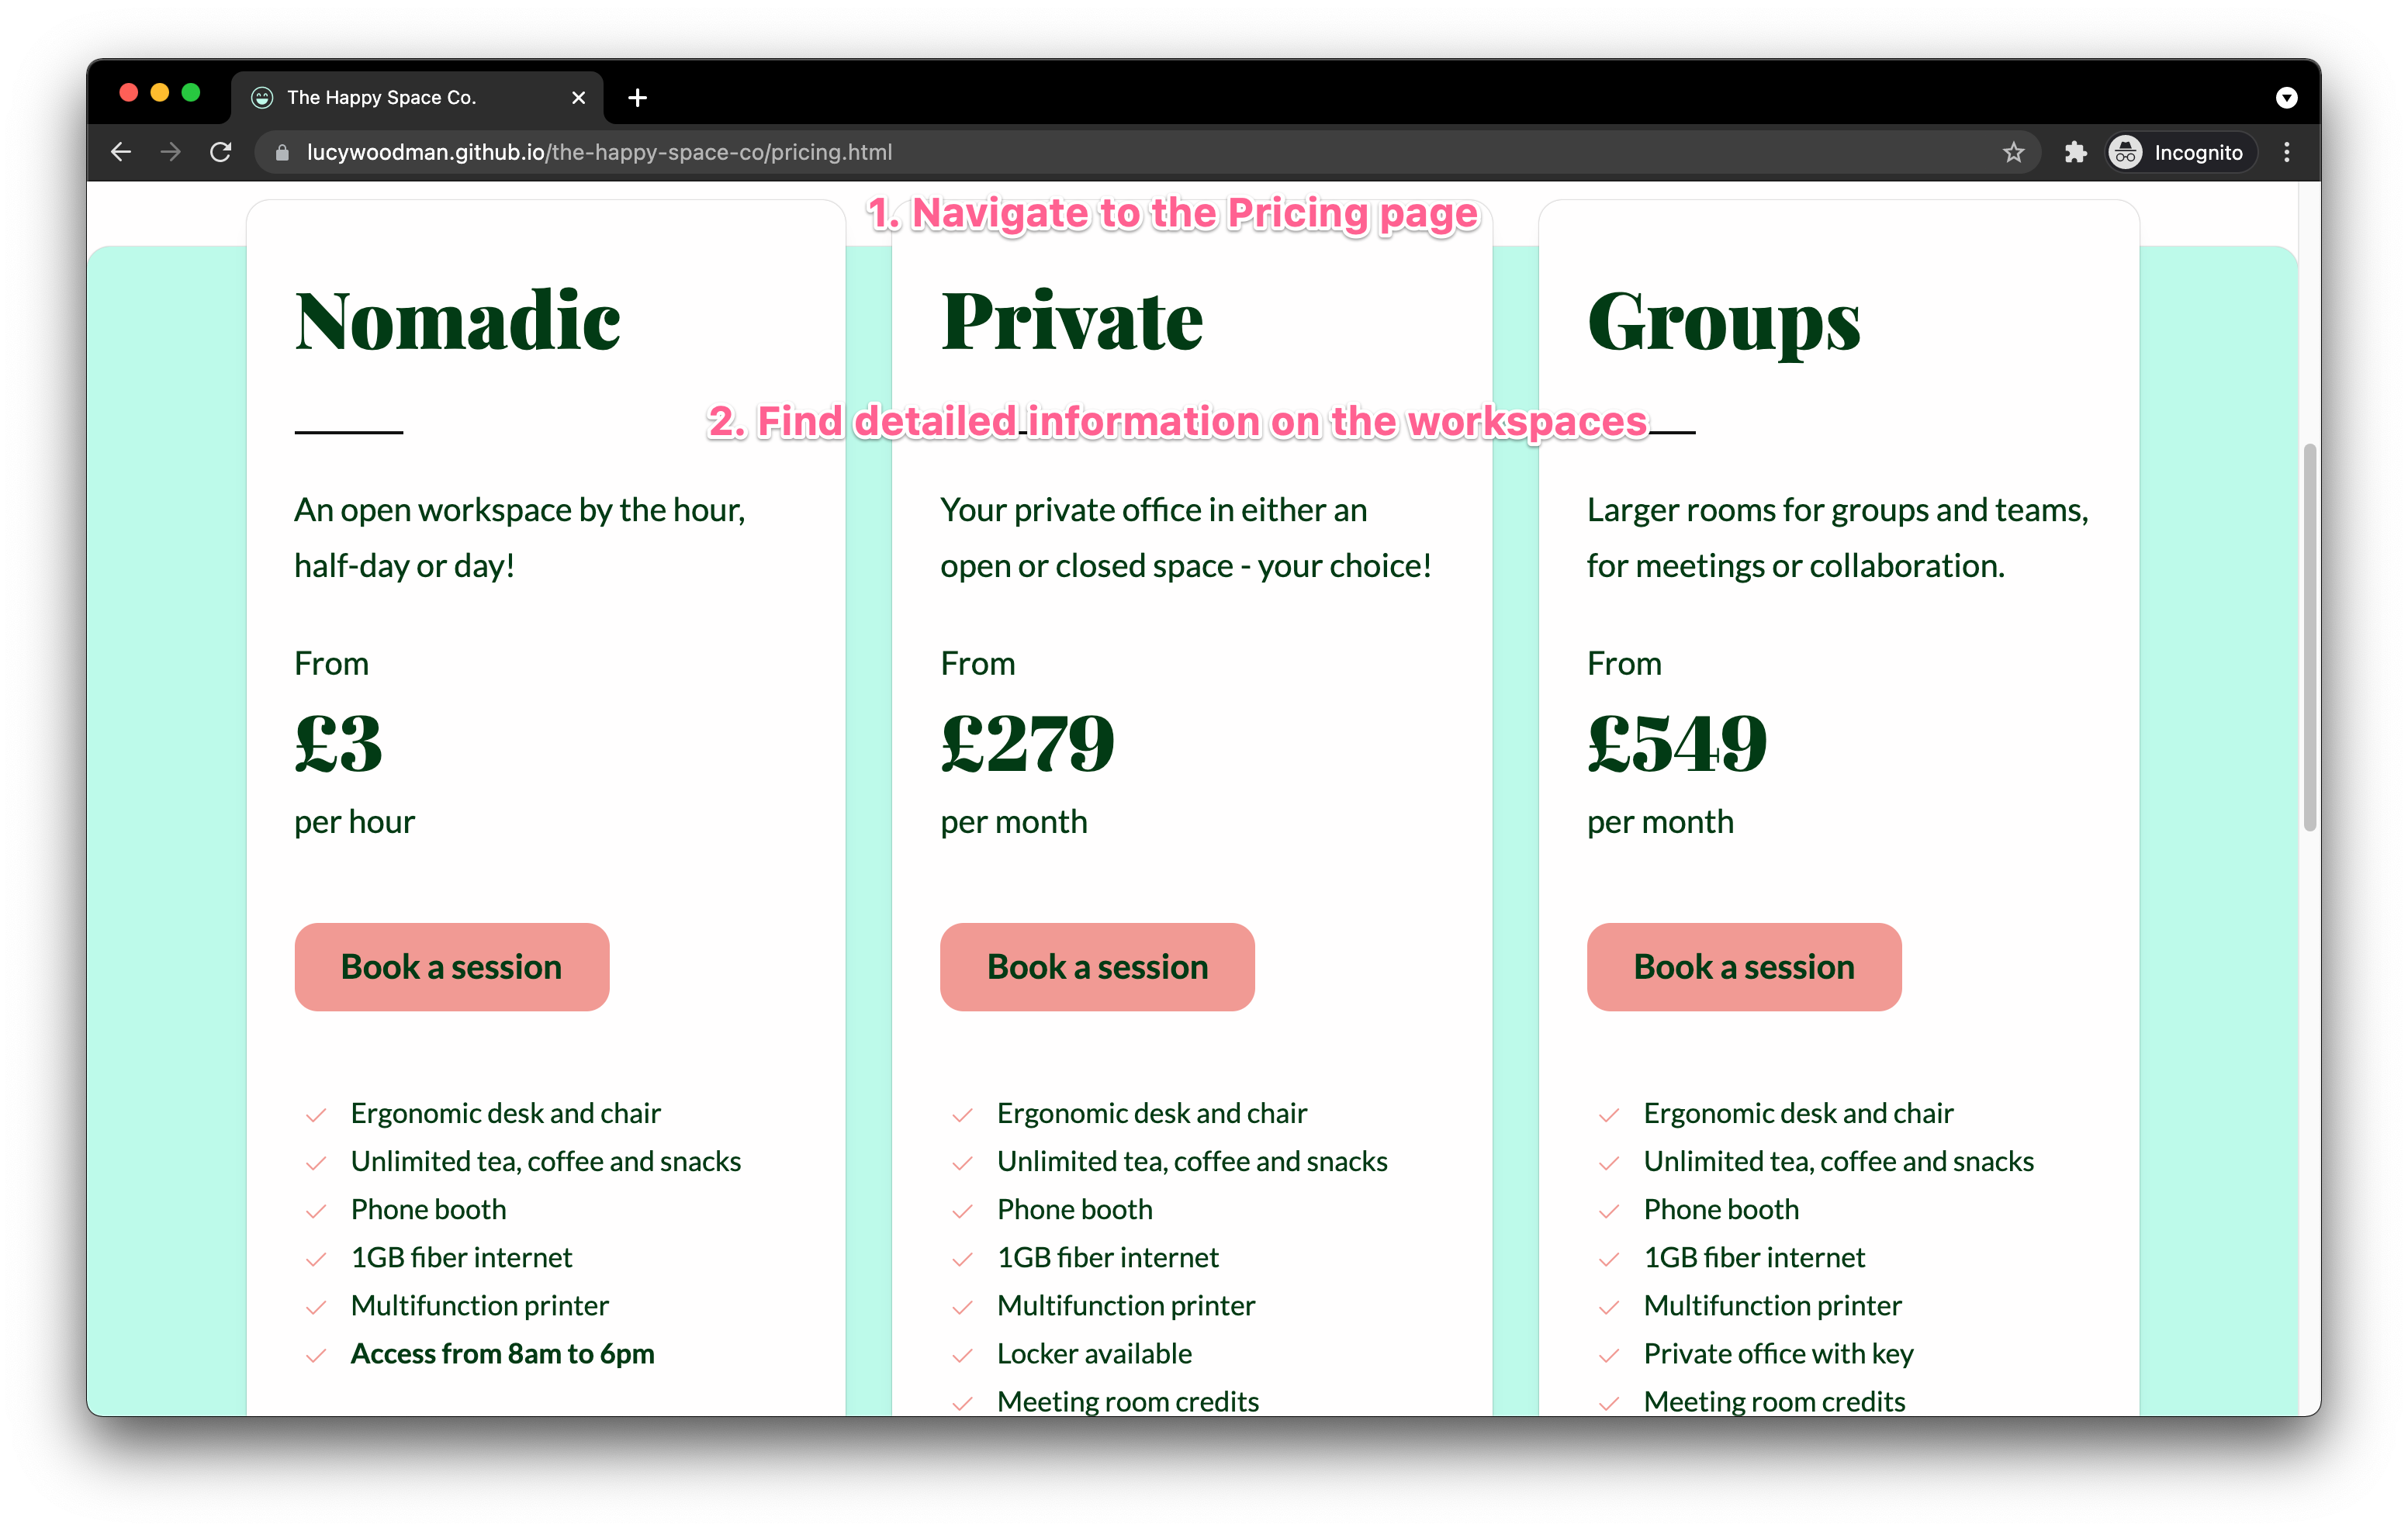 The Happy Space Co.
lucywoodman.github.io/the-happy-space-co/pricing.html
Incognito
1. Navigate to the Pricing page
Nomadic
Private
Groups
2. Find detailed information on the workspaces
An open workspace by the hour,
half-day or day!
From
£3
per hour
Book a session
Ergonomic desk and chair
Unlimited tea, coffee and snacks
Phone booth
1GB fiber internet
Multifunction printer
Access from 8am to 6pm
Your private office in either an
open or closed space - your choice!
From
£279
per month
Book a session
Ergonomic desk and chair
Unlimited tea, coffee and snacks
Phone booth
1GB fiber internet
Multifunction printer
Locker available
Meeting room credits
Larger rooms for groups and teams,
for meetings or collaboration.
From
£549
per month
Book a session
Ergonomic desk and chair
Unlimited tea, coffee and snacks
Phone booth
1GB fiber internet
Multifunction printer
Private office with key
Meeting room credits